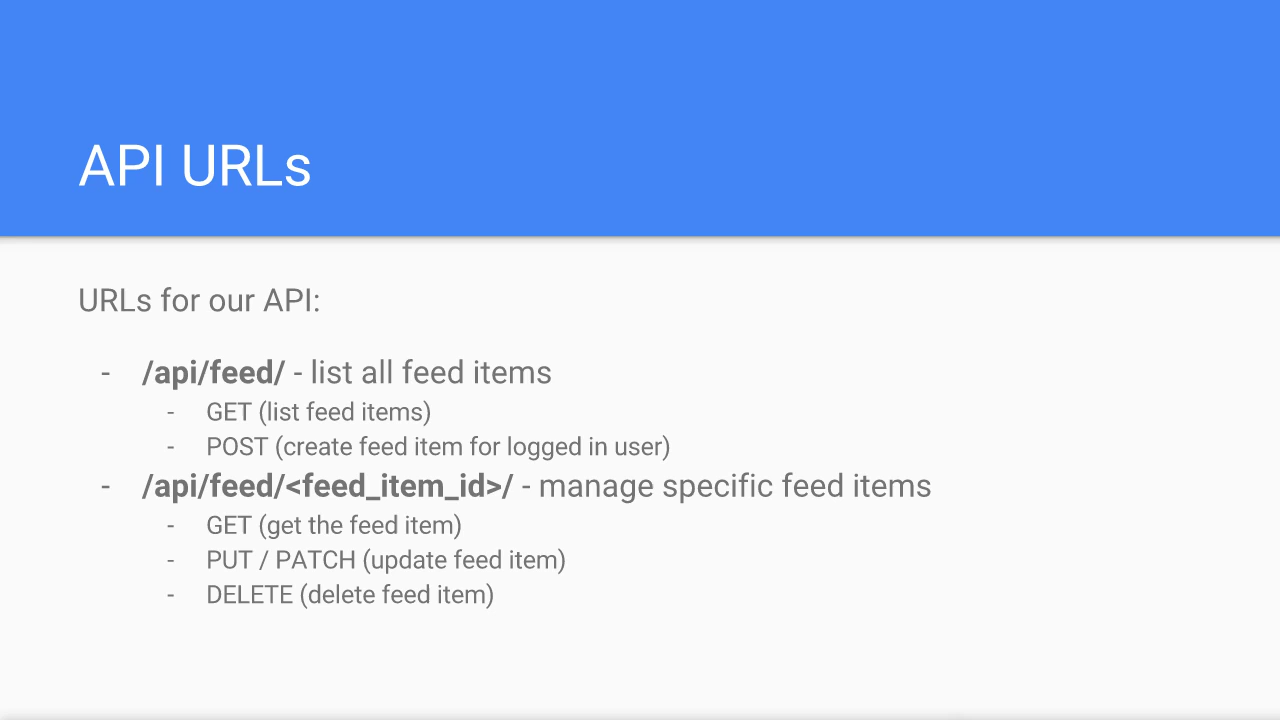 API URLs
URLs for our API:
- /api/feed/ - list all feed items
- GET (list feed items)
- POST (create feed item for logged in user)
- /api/feed/<feed_item_id>/ - manage specific feed items
- GET (get the feed item)
- PUT / PATCH (update feed item)
- DELETE (delete feed item)